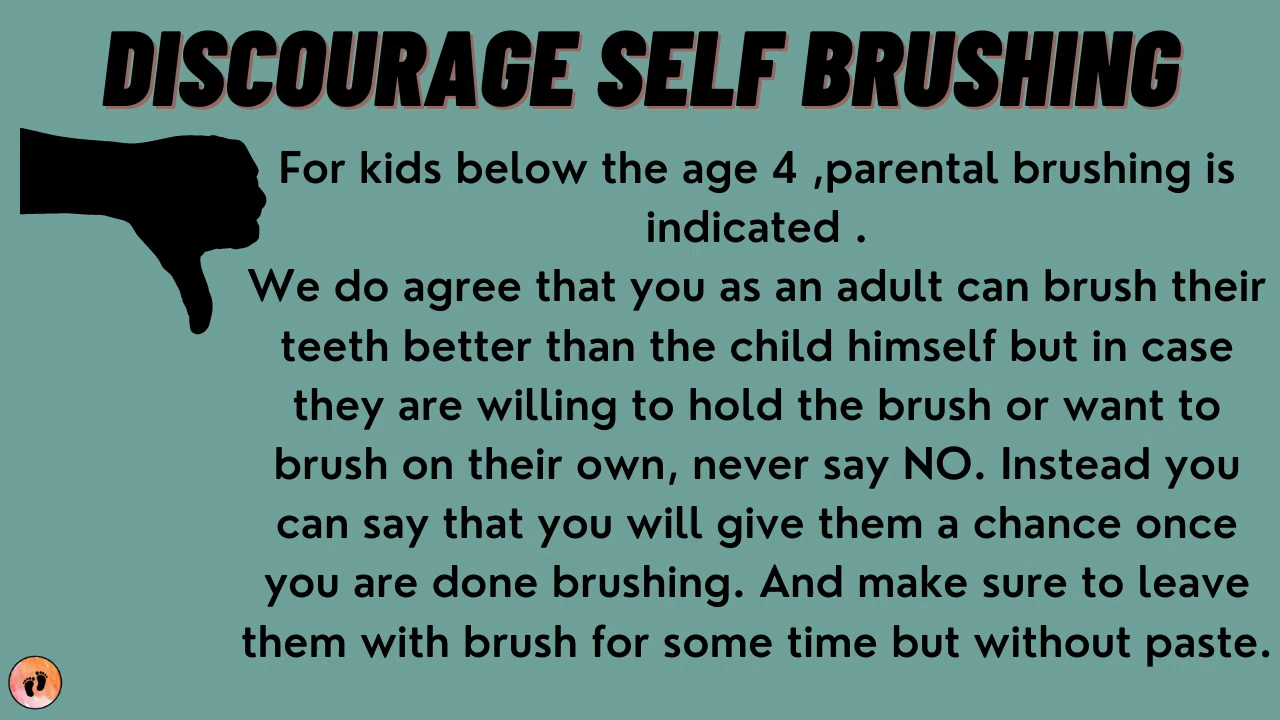 DISCOURAGE SELF BRUSHING
For kids below the age 4 ,parental brushing is
indicated .
We do agree that you as an adult can brush their
teeth better than the child himself but in case
they are willing to hold the brush or want to
brush on their own, never say NO. Instead you
can say that you will give them a chance once
you are done brushing. And make sure to leave
them with brush for some time but without paste.